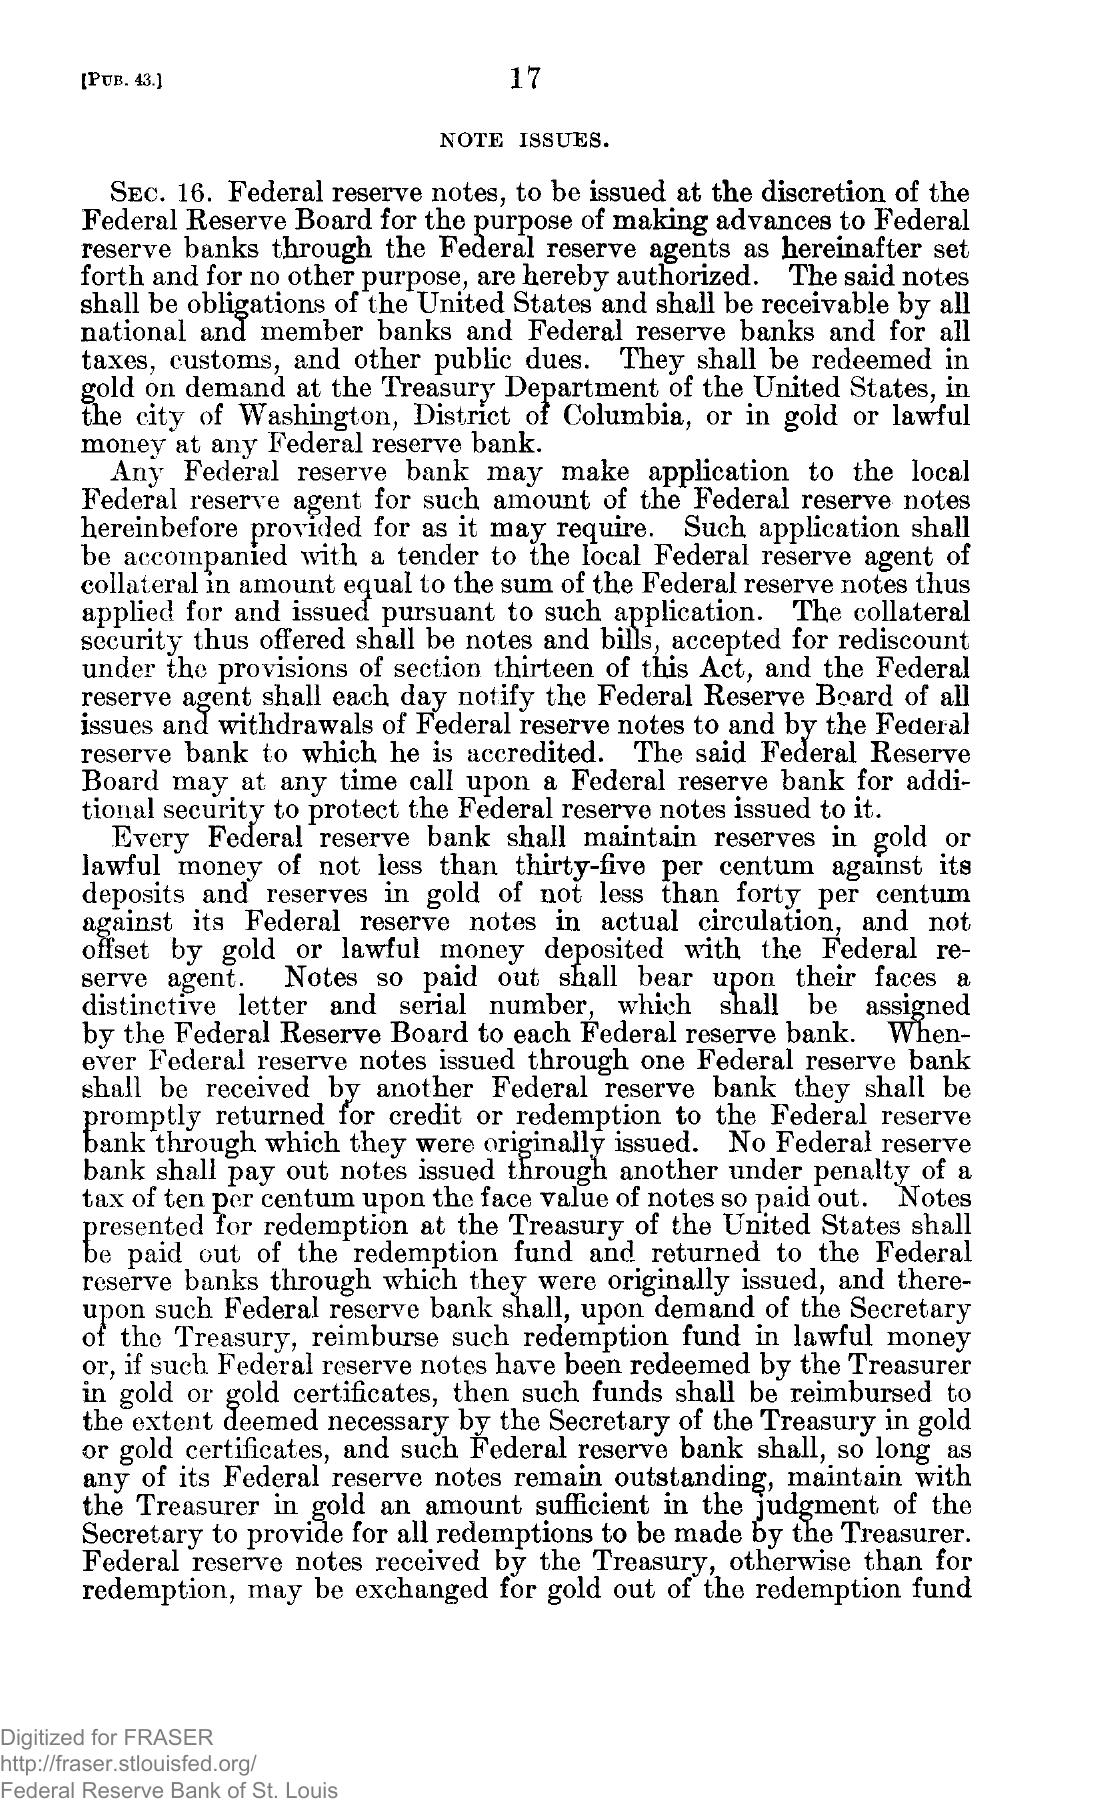 [PUB. 43.] 17
NOTE ISSUES.
SEC. 16. Federal reserve notes, to be issued at the discretion of the
Federal Reserve Board for the purpose of making advances to Federal
reserve banks through the Federal reserve agents as hereinafter set
forth and for no other purpose, are hereby authorized. The said notes
shall be obligations of the United States and shall be receivable by all
national and member banks and Federal reserve banks and for all
taxes, customs, and other public dues. They shall be redeemed in
gold on demand at the Treasury Department of the United States, in
the city of Washington, District of Columbia, or in gold or lawful
money at any Federal reserve bank.
Any Federal reserve bank may make application to the local
Federal reserve agent for such amount of the Federal reserve notes
hereinbefore provided for as it may require. Such application shall
be accompanied with a tender to the local Federal reserve agent of
collateral in amount equal to the sum of the Federal reserve notes thus
applied for and issued pursuant to such application. The collateral
security thus offered shall be notes and bills, accepted for rediscount
under the provisions of section thirteen of this Act, and the Federal
reserve agent shall each day notify the Federal Reserve Board of all
issues and withdrawals of Federal reserve notes to and by the Federal
reserve bank to which he is accredited. The said Federal Reserve
Board may at any time call upon a Federal reserve bank for addi-
tional security to protect the Federal reserve notes issued to it.
Every Federal reserve bank shall maintain reserves in gold or
lawful money of not less than thirty-five per centum against its
deposits and reserves in gold of not less than forty per centum
against its Federal reserve notes in actual circulation, and not
offset by gold or lawful money deposited with the Federal re-
serve agent. Notes so paid out shall bear upon their faces a
distinctive letter and serial number, which shall be assigned
by the Federal Reserve Board to each Federal reserve bank. When-
ever Federal reserve notes issued through one Federal reserve bank
shall be received by another Federal reserve bank they shall be
promptly returned for credit or redemption to the Federal reserve
bank through which they were originally issued. No Federal reserve
bank shall pay out notes issued through another under penalty of a
tax of ten per centum upon the face value of notes so paid out. Notes
presented for redemption at the Treasury of the United States shall
be paid out of the redemption fund and returned to the Federal
reserve banks through which they were originally issued, and there-
upon such Federal reserve bank shall, upon demand of the Secretary
of the Treasury, reimburse such redemption fund in lawful money
or, if such Federal reserve notes have been redeemed by the Treasurer
in gold or gold certificates, then such funds shall be reimbursed to
the extent deemed necessary by the Secretary of the Treasury in gold
or gold certificates, and such Federal reserve bank shall, so long as
any of its Federal reserve notes remain outstanding, maintain with
the Treasurer in gold an amount sufficient in the judgment of the
Secretary to provide for all redemptions to be made by the Treasurer.
Federal reserve notes received by the Treasury, otherwise than for
redemption, may be exchanged for gold out of the redemption fund
Digitized for FRASER
http://fraser.stlouisfed.org/
Federal Reserve Bank of St. Louis